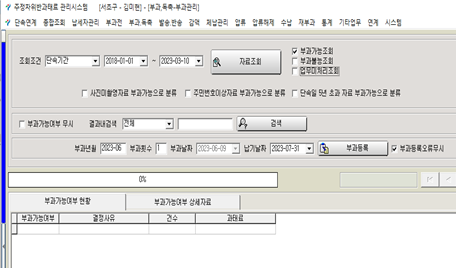 주정차위반과태료 관리시스템 - [서초구 - 김미현] - [부과,독촉-부과관리]
단속연계 종합조회 납세자관리 부과전 부과,독촉 발송,반송 감액 체납관리 압류 압류해제 수납 재부과 통계 기타업무 연계 시스템
조회조건 단속기간 2018-01-01 ~ 2023-03-10 자료조회
부과가능조회
부과불능조회
업무미처리조회
사진미촬영자료 부과가능으로 분류 주민번호미상자료 부과가능으로 분류 단속일 5년 초과 자료 부과가능으로 분류
부과가능여부 무시 결과내검색 전체 검색
부과년월 2023-06 부과횟수 1 부과날짜 2023-06-09 납기날짜 2023-07-31 부과등록 부과등록오류무시
0%
부과가능여부 현황 부과가능여부 상세자료
부과가능여부 결정사유 건수 과태료